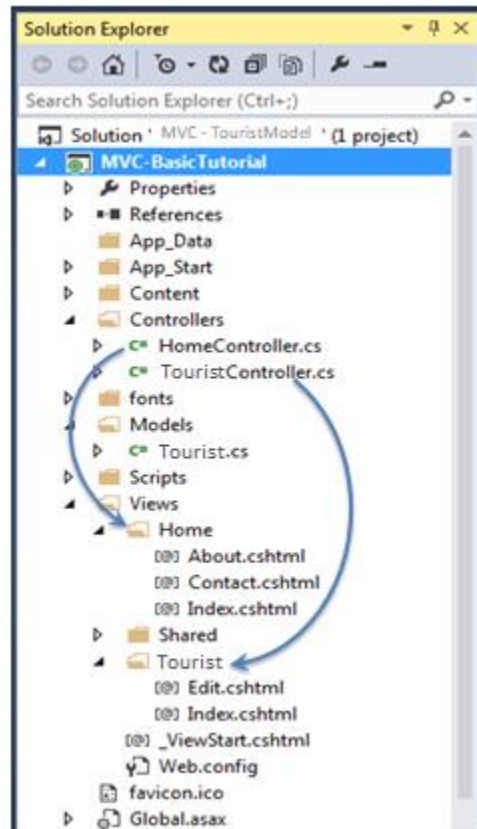 Solution Explorer
Search Solution Explorer (Ctrl+;)
Solution ' MVC - TouristModel ' (1 project)
MVC-BasicTutorial
Properties
References
App_Data
App_Start
Content
Controllers
C# HomeController.cs
C# TouristController.cs
fonts
Models
C# Tourist.cs
Scripts
Views
Home
[@] About.cshtml
[@] Contact.cshtml
[@] Index.cshtml
Shared
Tourist
[@] Edit.cshtml
[@] Index.cshtml
[@] _ViewStart.cshtml
Web.config
favicon.ico
Global.asax